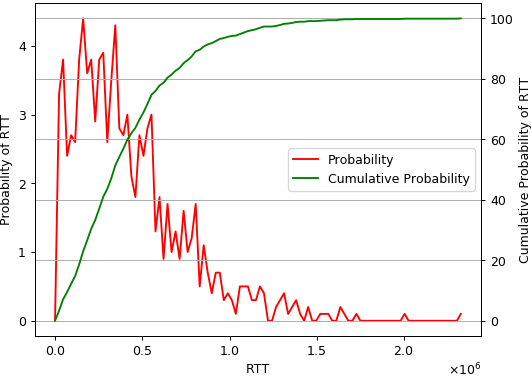 Probability of RTT
4
3
2
1
0
100
80
60
40
20
0
Cumulative Probability of RTT
Probability
Cumulative Probability
0.0 0.5 1.0 1.5 2.0
RTT
×10⁶